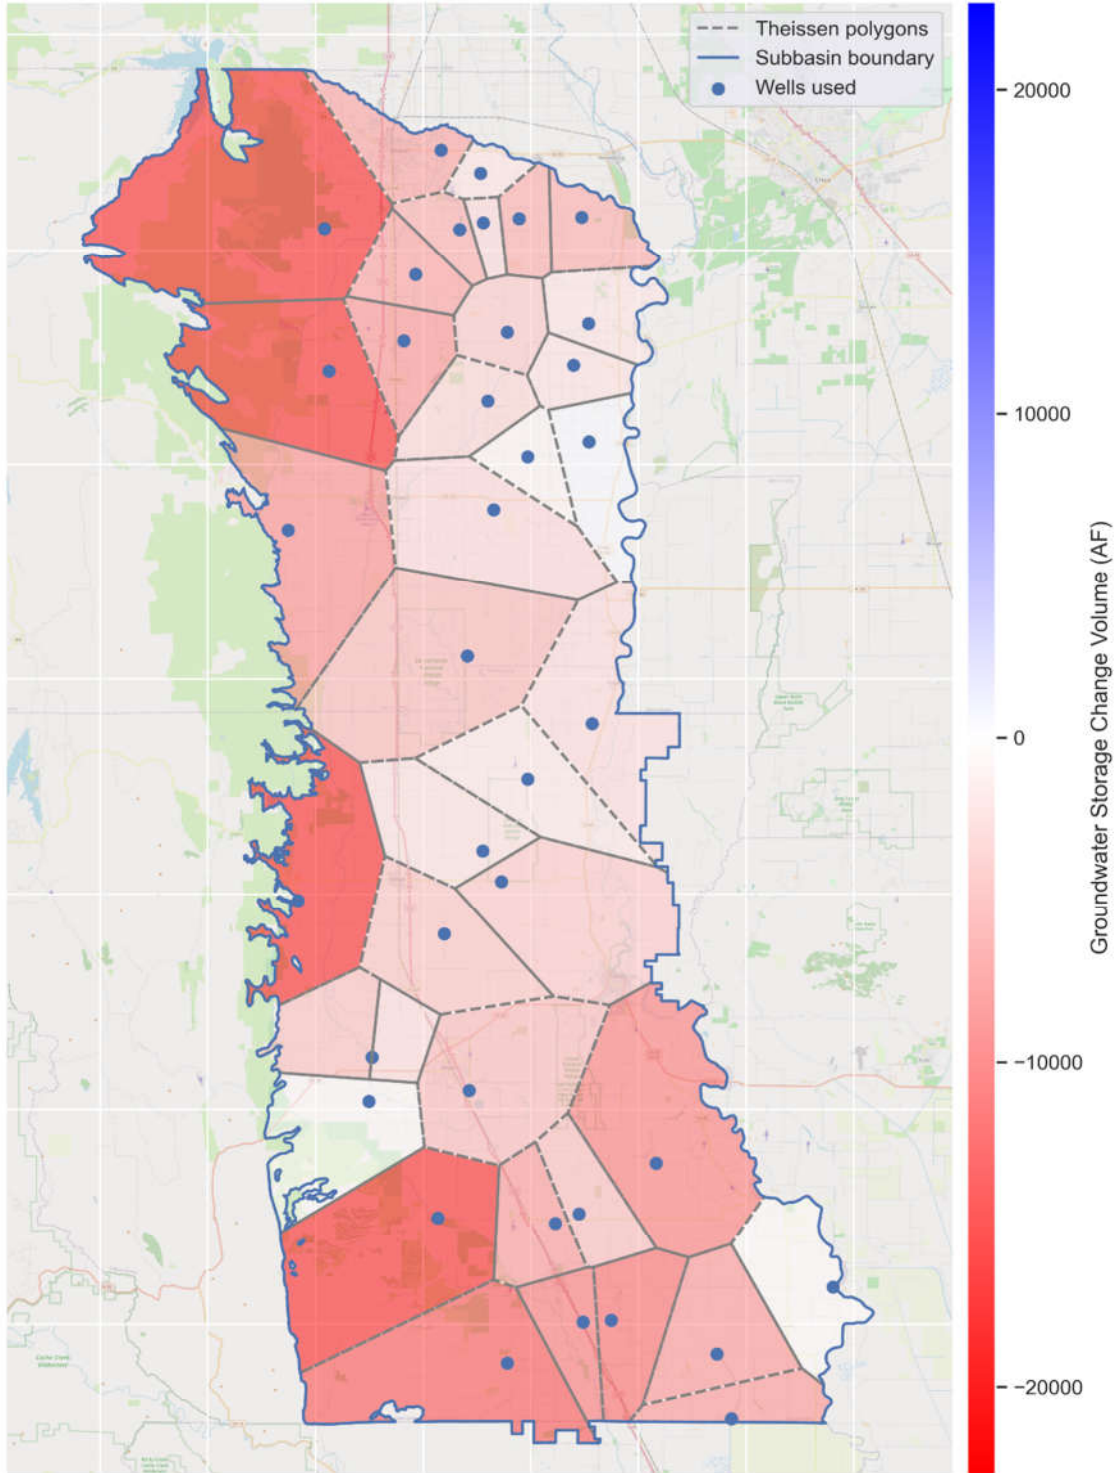 Theissen polygons
Subbasin boundary
Wells used
20000
10000
0
−10000
−20000
Groundwater Storage Change Volume (AF)